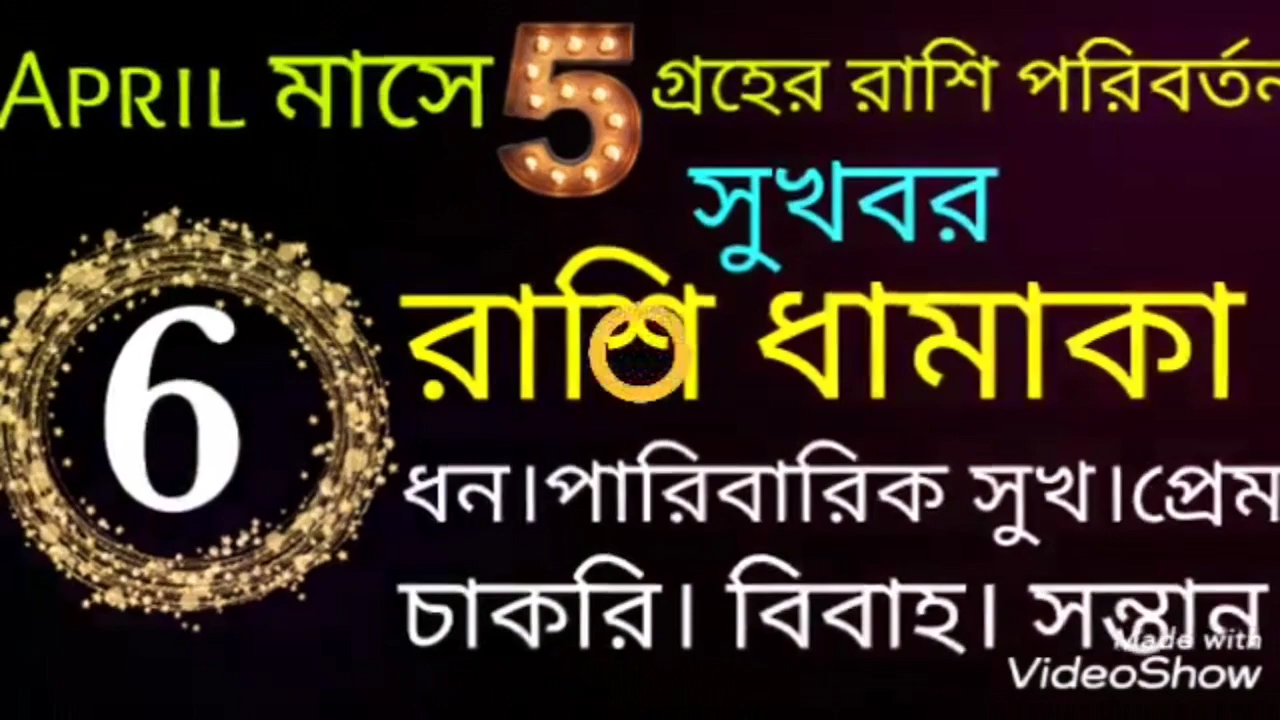 APRIL মাসে 5 গ্রহের রাশি পরিবর্তন
সুখবর
6 রাশি ধামাকা
ধন।পারিবারিক সুখ।প্রেম
চাকরি। বিবাহ। সন্তান
Made with
VideoShow